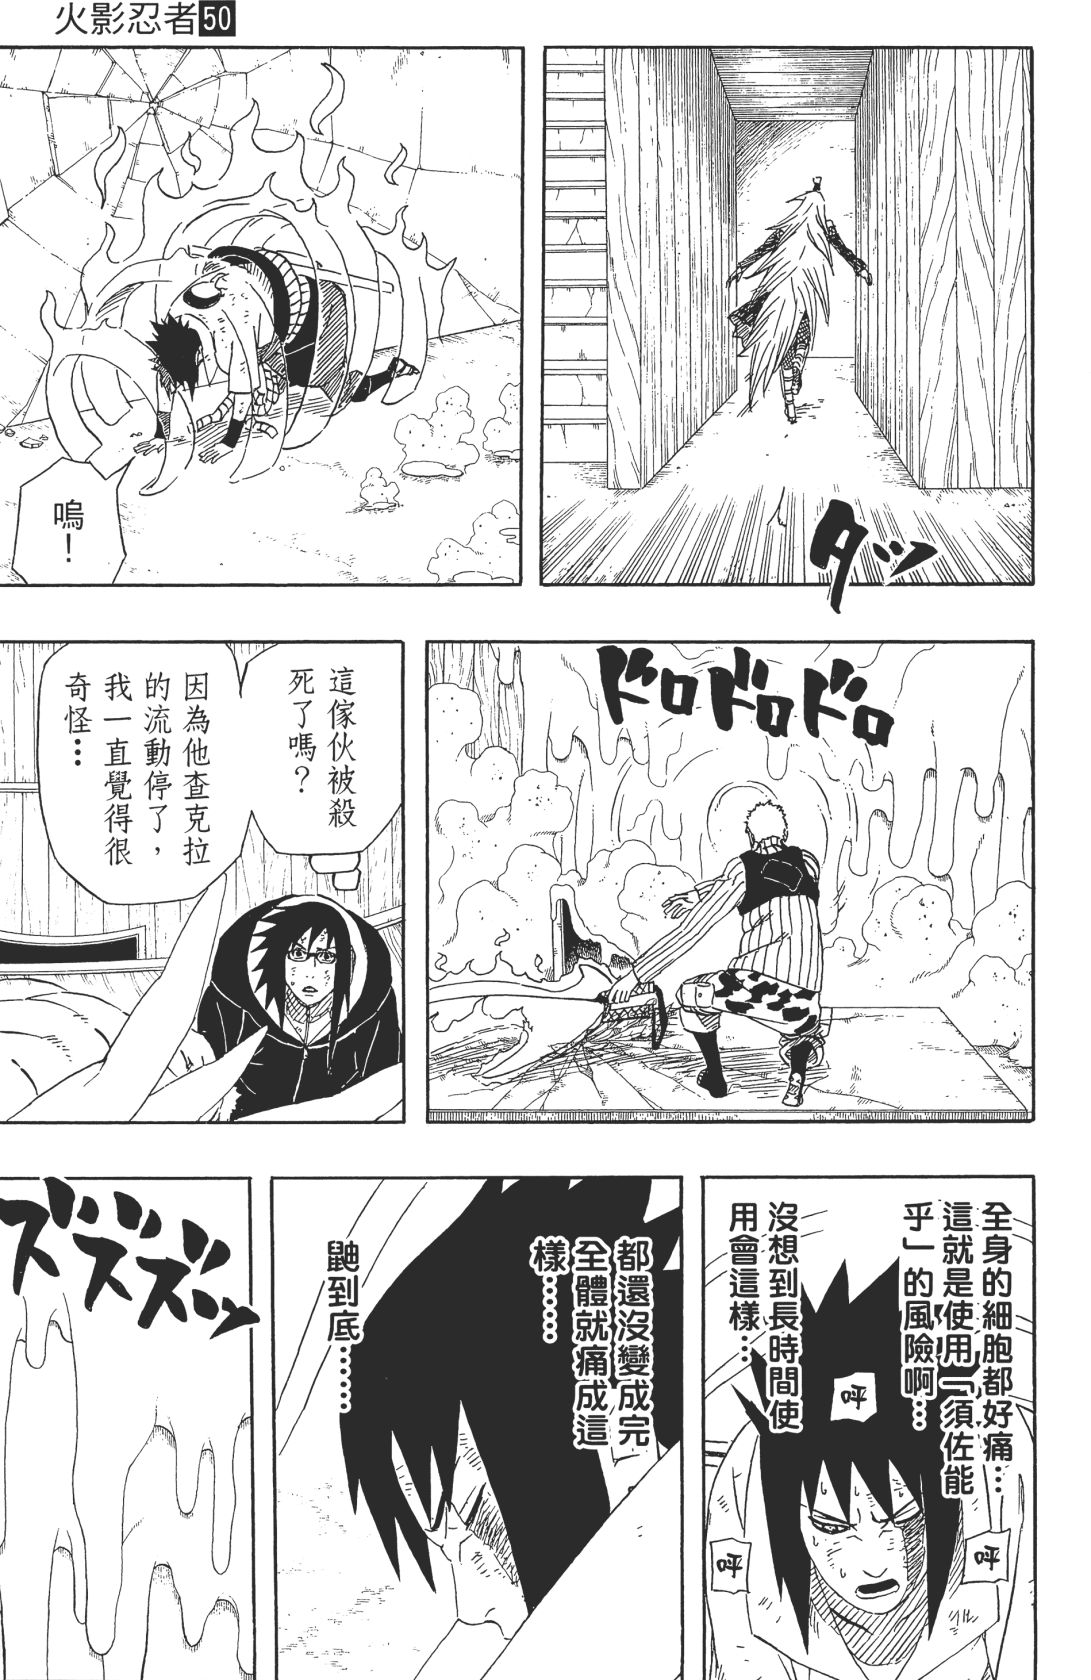 火影忍者50
タッ
嗚！
ドロドロドロ
這傢伙被殺
死了嗎？
因為他查克拉
的流動停了，
我一直覺得很
奇怪…
全身的細胞都好痛…
這就是使用「須佐能
乎」的風險啊…
沒想到長時間使
用會這樣…
呼
呼
呼
都還沒變成完
全體就痛成這
樣……
鼬到底……
ズズズズッ